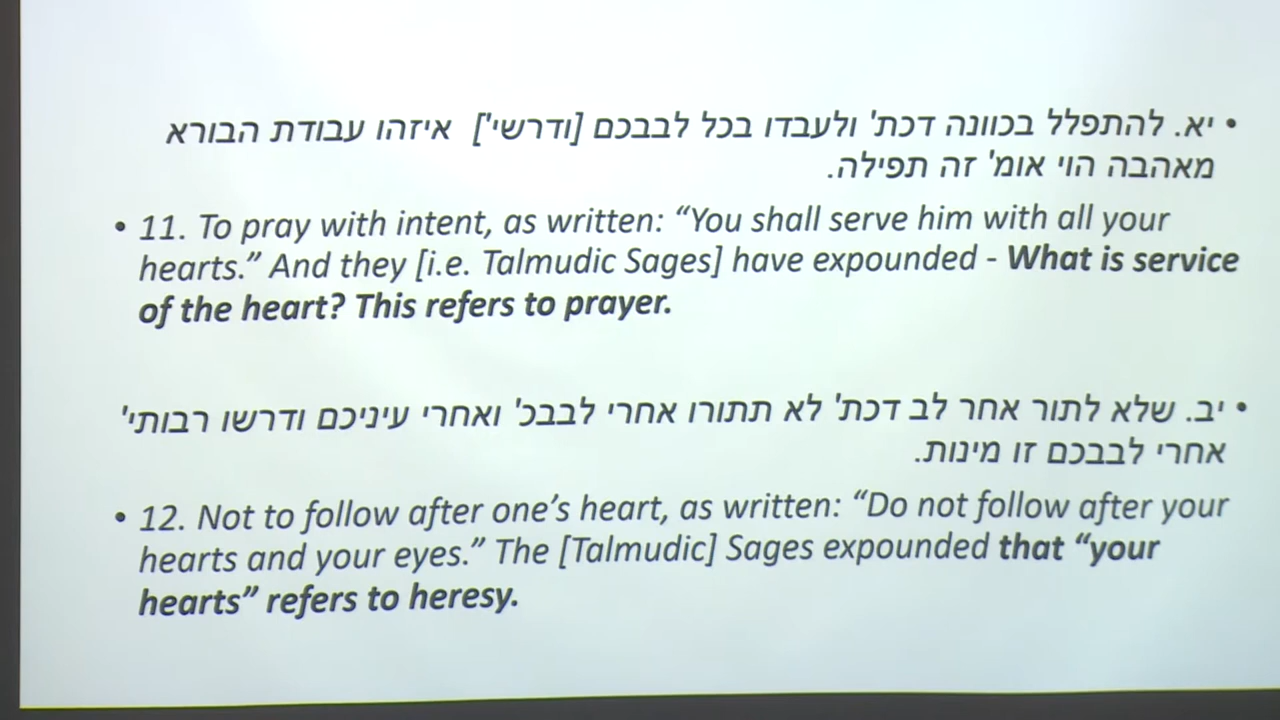 • יא. להתפלל בכוונה דכת' ולעבדו בכל לבבכם [ודרשי'] איזהו עבודת הבורא
מאהבה הוי אומ' זה תפילה.
• 11. To pray with intent, as written: “You shall serve him with all your
hearts.” And they [i.e. Talmudic Sages] have expounded - What is service
of the heart? This refers to prayer.
• יב. שלא לתור אחר לב דכת' לא תתורו אחרי לבבכ' ואחרי עיניכם ודרשו רבותי'
אחרי לבבכם זו מינות.
• 12. Not to follow after one’s heart, as written: “Do not follow after your
hearts and your eyes.” The [Talmudic] Sages expounded that “your
hearts” refers to heresy.